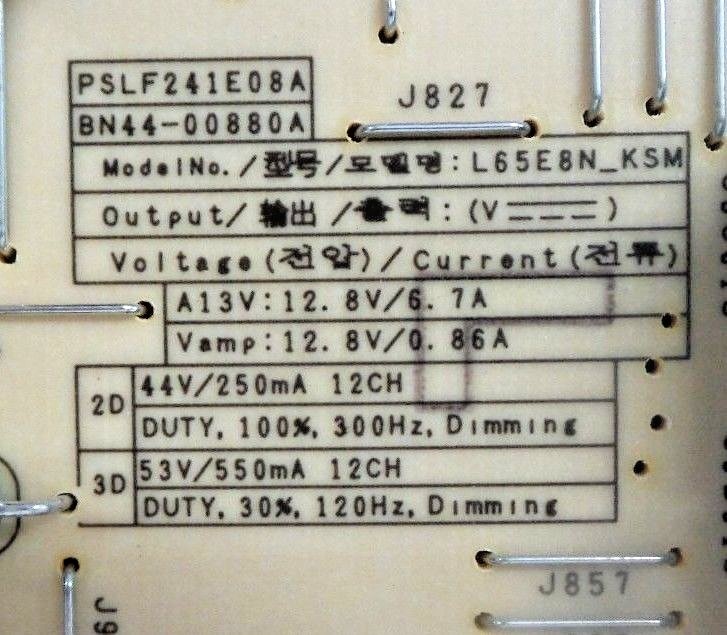 PSLF241E08A
J827
BN44-00880A
ModelNo./型号/모델명: L65E8N_KSM
Output/ 輸出 /출력: (V ⎓)
Voltage(전압)/Current(전류)
A13V:12.8V/6.7A
Vamp:12.8V/0.86A
2D
44V/250mA 12CH
DUTY, 100%, 300Hz, Dimming
3D
53V/550mA 12CH
DUTY, 30%, 120Hz, Dimming
J857